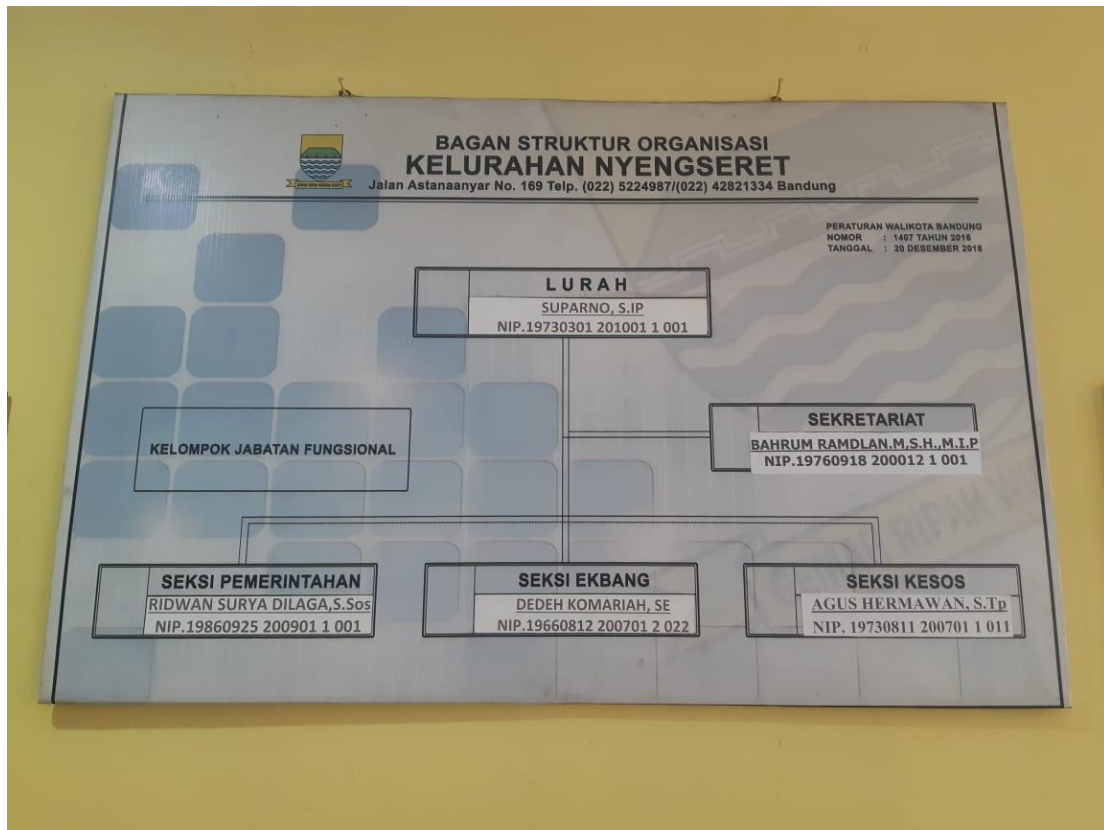 BAGAN STRUKTUR ORGANISASI
KELURAHAN NYENGSERET
Jalan Astanaanyar No. 169 Telp. (022) 5224987/(022) 42821334 Bandung
PERATURAN WALIKOTA BANDUNG
NOMOR : 1407 TAHUN 2016
TANGGAL : 20 DESEMBER 2016
LURAH
SUPARNO, S.IP
NIP.19730301 201001 1 001
KELOMPOK JABATAN FUNGSIONAL
SEKRETARIAT
BAHRUM RAMDLAN.M,S.H.,M.I.P
NIP.19760918 200012 1 001
SEKSI PEMERINTAHAN
RIDWAN SURYA DILAGA,S.Sos
NIP.19860925 200901 1 001
SEKSI EKBANG
DEDEH KOMARIAH, SE
NIP.19660812 200701 2 022
SEKSI KESOS
AGUS HERMAWAN, S.Tp
NIP. 19730811 200701 1 011